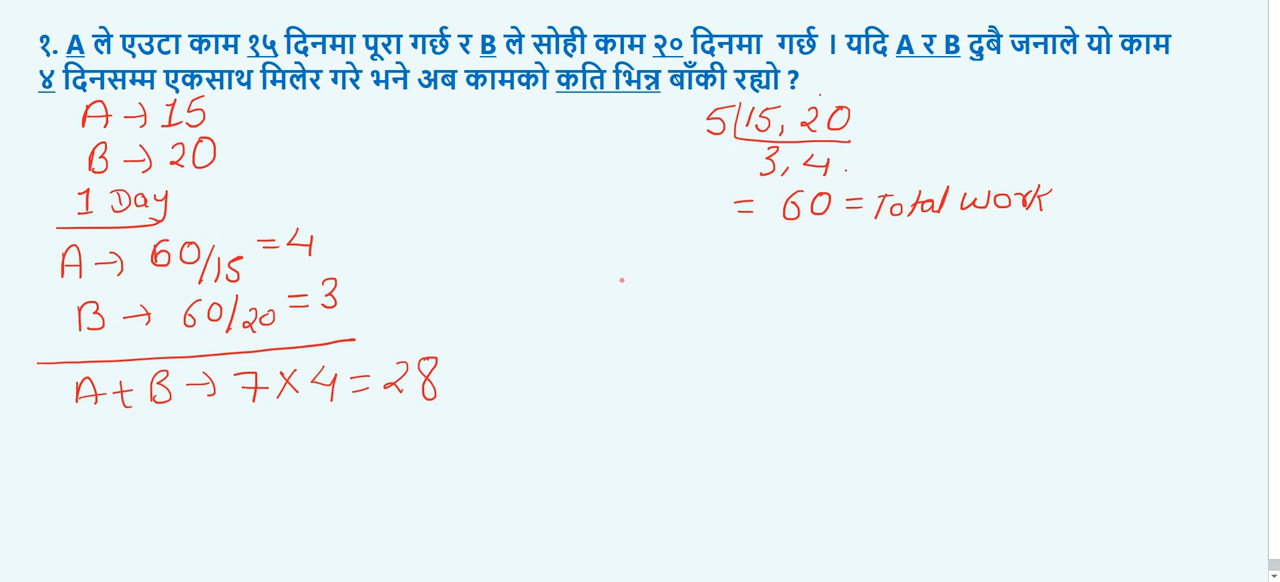 १. A ले एउटा काम १५ दिनमा पूरा गर्छ र B ले सोही काम २० दिनमा गर्छ । यदि A र B दुबै जनाले यो काम
४ दिनसम्म एकसाथ मिलेर गरे भने अब कामको कति भिन्न बाँकी रह्यो ?
A → 15
B → 20
1 Day
A → 60/15 = 4
B → 60/20 = 3
A + B → 7 × 4 = 28
5 | 15, 20
3, 4.
= 60 = Total work